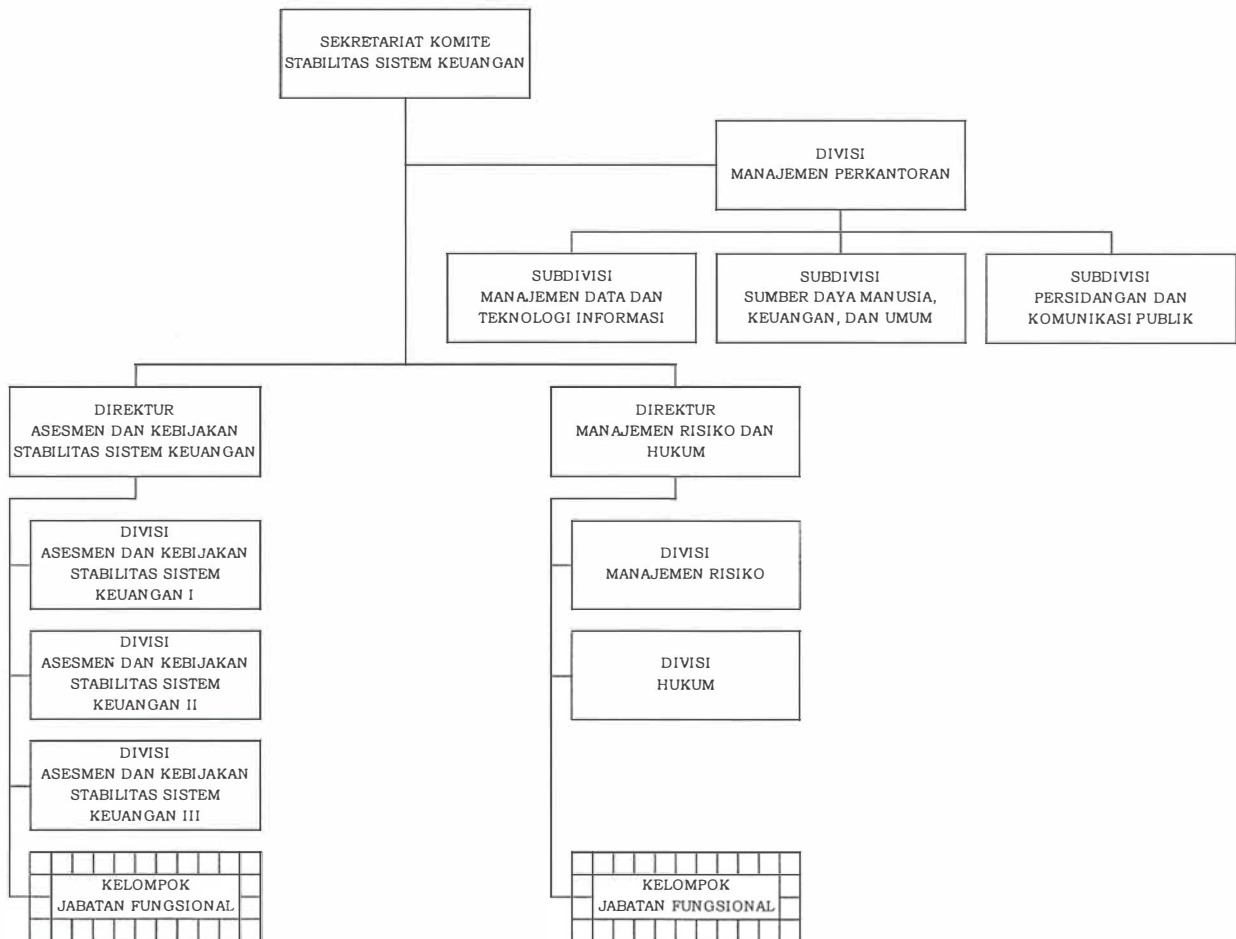 SEKRETARIAT KOMITE
STABILITAS SISTEM KEUANGAN
DIVISI
MANAJEMEN PERKANTORAN
SUBDIVISI
MANAJEMEN DATA DAN
TEKNOLOGI INFORMASI
SUBDIVISI
SUMBER DAYA MANUSIA,
KEUANGAN, DAN UMUM
SUBDIVISI
PERSIDANGAN DAN
KOMUNIKASI PUBLIK
DIREKTUR
ASESMEN DAN KEBIJAKAN
STABILITAS SISTEM KEUANGAN
DIVISI
ASESMEN DAN KEBIJAKAN
STABILITAS SISTEM
KEUANGAN I
DIVISI
ASESMEN DAN KEBIJAKAN
STABILITAS SISTEM
KEUANGAN II
DIVISI
ASESMEN DAN KEBIJAKAN
STABILITAS SISTEM
KEUANGAN III
KELOMPOK
JABATAN FUNGSIONAL
DIREKTUR
MANAJEMEN RISIKO DAN
HUKUM
DIVISI
MANAJEMEN RISIKO
DIVISI
HUKUM
KELOMPOK
JABATAN FUNGSIONAL